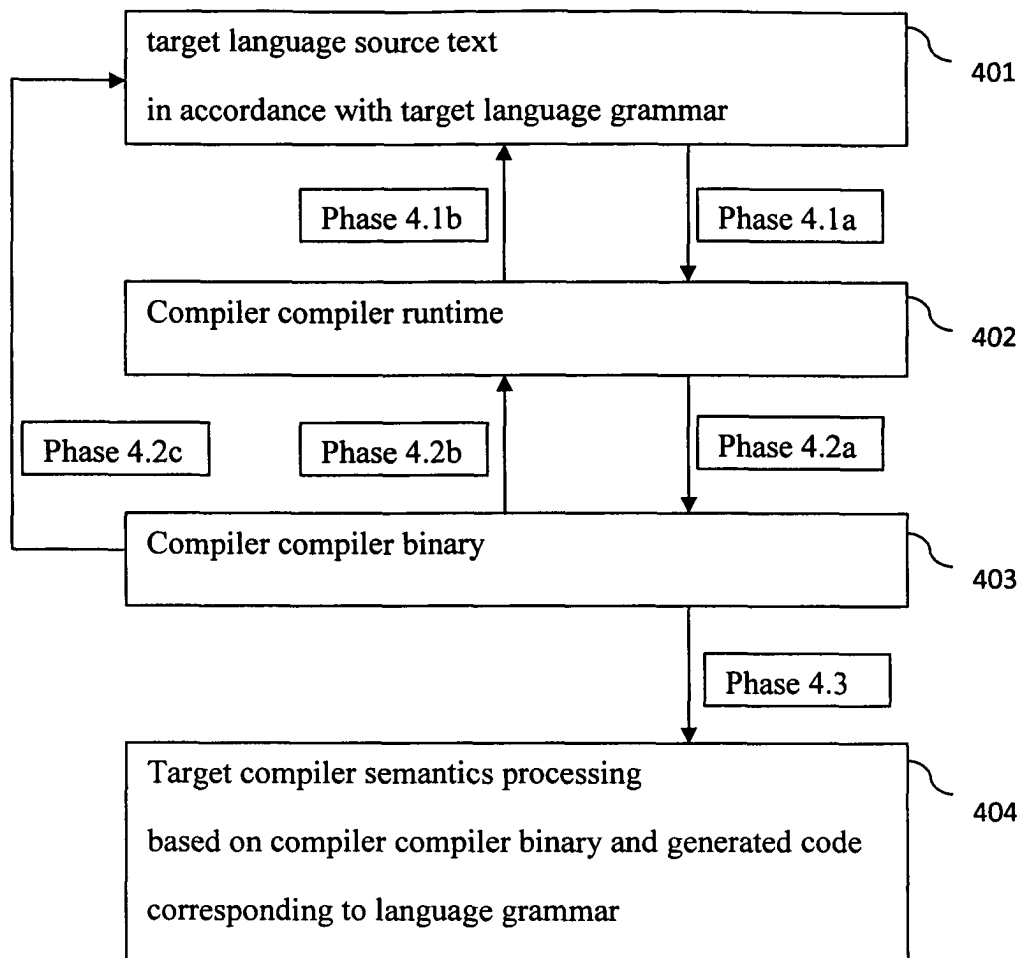 target language source text
in accordance with target language grammar
401
Phase 4.1b
Phase 4.1a
Compiler compiler runtime
402
Phase 4.2c
Phase 4.2b
Phase 4.2a
Compiler compiler binary
403
Phase 4.3
Target compiler semantics processing
based on compiler compiler binary and generated code
corresponding to language grammar
404